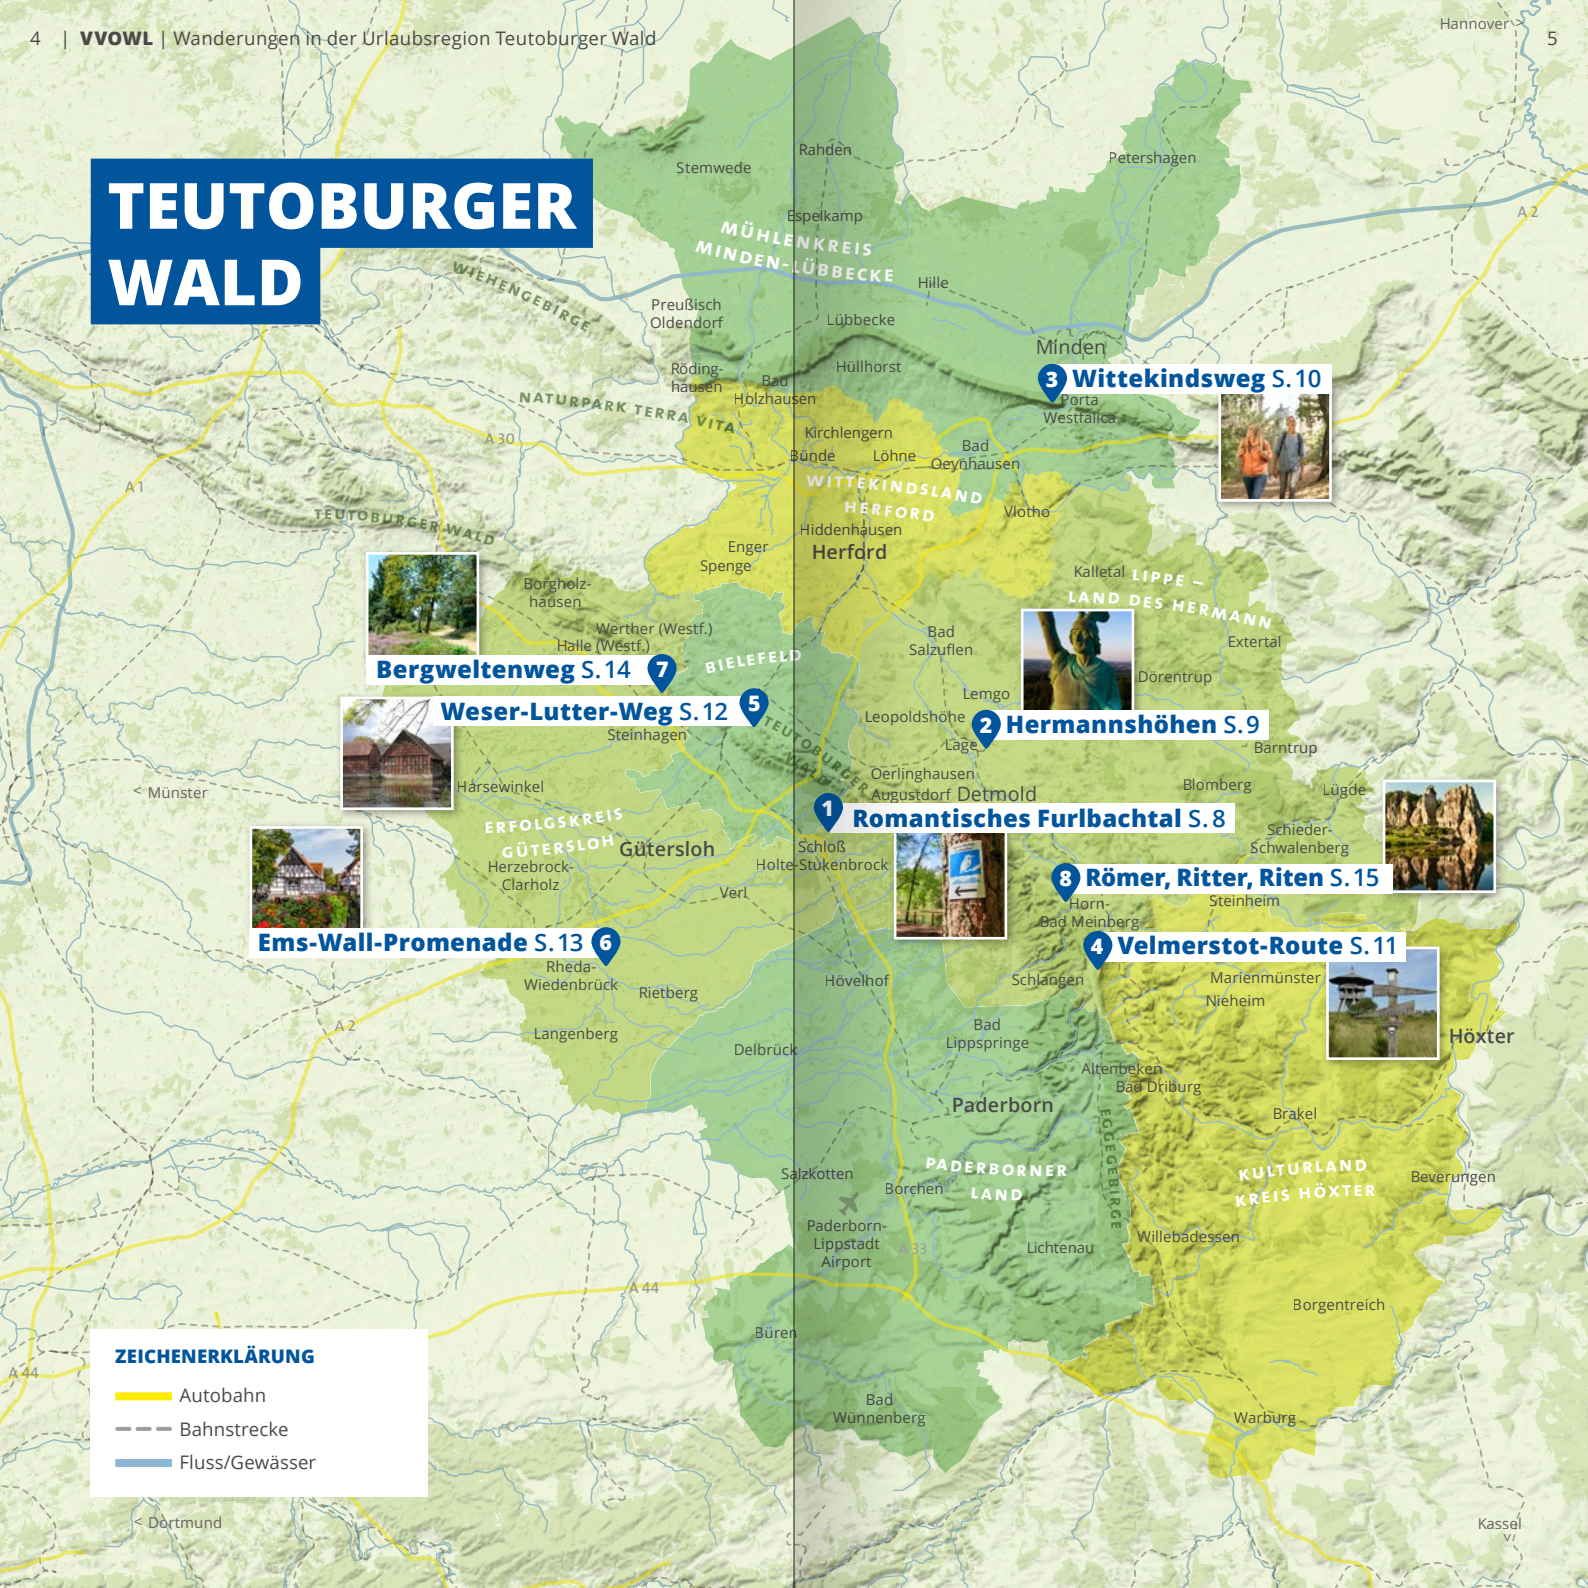 4 | VVOWL | Wanderungen in der Urlaubsregion Teutoburger Wald
Hannover >
5
TEUTOBURGER
WALD
A 2
Rahden
Stemwede
Petershagen
Espelkamp
MÜHLENKREIS
MINDEN-LÜBBECKE
WIEHENGEBIRGE
Hille
Preußisch
Oldendorf
Lübbecke
Minden
Hüllhorst
Röding-
hausen
Bad
Holzhausen
3 Wittekindsweg S. 10
Porta
Westfalica
NATURPARK TERRA VITA
A 30
Kirchlengern
Bünde
Löhne
Bad
Oeynhausen
A 1
WITTEKINDSLAND
HERFORD
Vlotho
TEUTOBURGER WALD
Hiddenhausen
Herford
Enger
Spenge
Kalletal
LIPPE –
LAND DES HERMANN
Borgholz-
hausen
Werther (Westf.)
Halle (Westf.)
Bad
Salzuflen
Extertal
BIELEFELD
Bergweltenweg S. 14 7
Dörentrup
Lemgo
Weser-Lutter-Weg S. 12 5
Leopoldshöhe
2 Hermannshöhen S. 9
Steinhagen
Lage
Barntrup
TEUTOBURGER
WALD
Oerlinghausen
Augustdorf
Detmold
Blomberg
Lügde
< Münster
Harsewinkel
1 Romantisches Furlbachtal S. 8
ERFOLGSKREIS
GÜTERSLOH
Gütersloh
Schloß
Holte-Stukenbrock
Schieder-
Schwalenberg
Herzebrock-
Clarholz
Verl
8 Römer, Ritter, Riten S. 15
Horn-
Bad Meinberg
Steinheim
Ems-Wall-Promenade S. 13 6
4 Velmerstot-Route S. 11
Rheda-
Wiedenbrück
Rietberg
Hövelhof
Schlangen
Marienmünster
Nieheim
A 2
Langenberg
Bad
Lippspringe
Höxter
Delbrück
Altenbeken
Bad Driburg
Paderborn
Brakel
EGGEGEBIRGE
PADERBORNER
LAND
KULTURLAND
KREIS HÖXTER
Salzkotten
Borchen
Beverungen
Paderborn-
Lippstadt
Airport
A 33
Lichtenau
Willebadessen
A 44
Borgentreich
Büren
ZEICHENERKLÄRUNG
Autobahn
Bahnstrecke
Fluss/Gewässer
A 44
Bad
Wünnenberg
Warburg
< Dortmund
Kassel
>